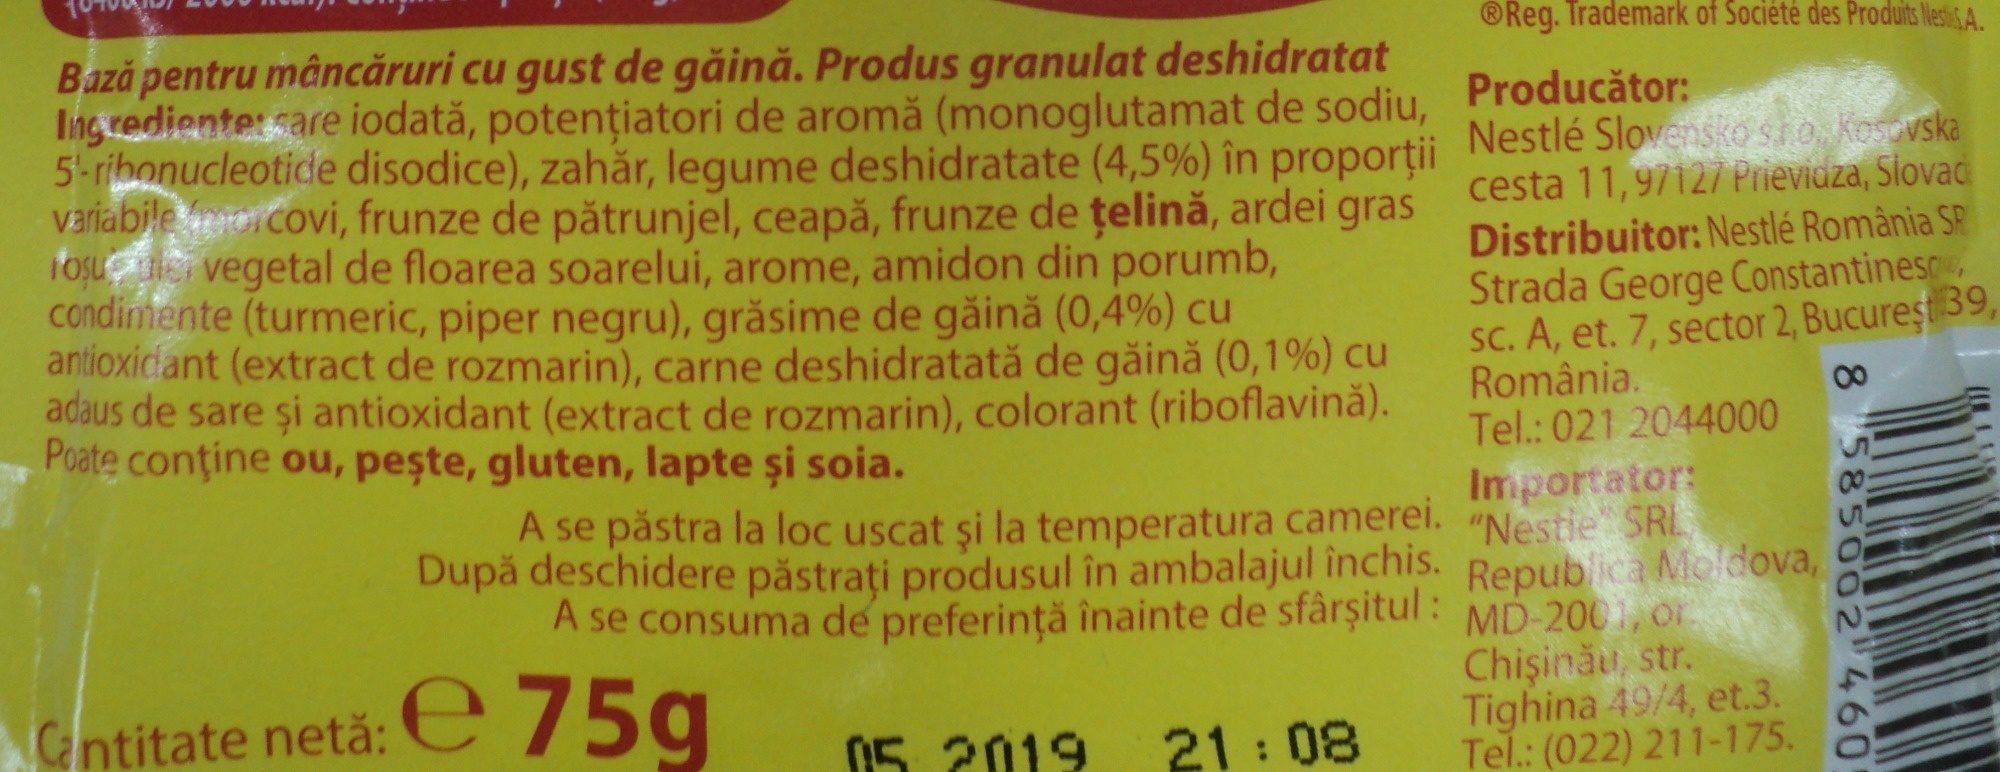 ®Reg. Trademark of Société des Produits Nestlé S.A.
Bază pentru mâncăruri cu gust de găină. Produs granulat deshidratat
Ingrediente: sare iodată, potențiatori de aromă (monoglutamat de sodiu,
5'-ribonucleotide disodice), zahăr, legume deshidratate (4,5%) în proporții
variabile (morcovi, frunze de pătrunjel, ceapă, frunze de țelină, ardei gras
roșu), ulei vegetal de floarea soarelui, arome, amidon din porumb,
condimente (turmeric, piper negru), grăsime de găină (0,4%) cu
antioxidant (extract de rozmarin), carne deshidratată de găină (0,1%) cu
adaus de sare și antioxidant (extract de rozmarin), colorant (riboflavină).
Poate conține ou, pește, gluten, lapte și soia.
A se păstra la loc uscat și la temperatura camerei.
După deschidere păstrați produsul în ambalajul închis.
A se consuma de preferință înainte de sfârșitul :
Cantitate netă: e 75g
05 2019 21:08
Producător:
Nestlé Slovensko s.r.o., Kosovska
cesta 11, 97127 Prievidza, Slovaci
Distribuitor: Nestlé România SR
Strada George Constantinesc
sc. A, et. 7, sector 2, București 39,
România.
Tel.: 021 2044000
Importator:
"Nestle" SRL,
Republica Moldova,
MD-2001, or.
Chișinău, str.
Tighina 49/4, et.3.
Tel.: (022) 211-175.
8 585002 460